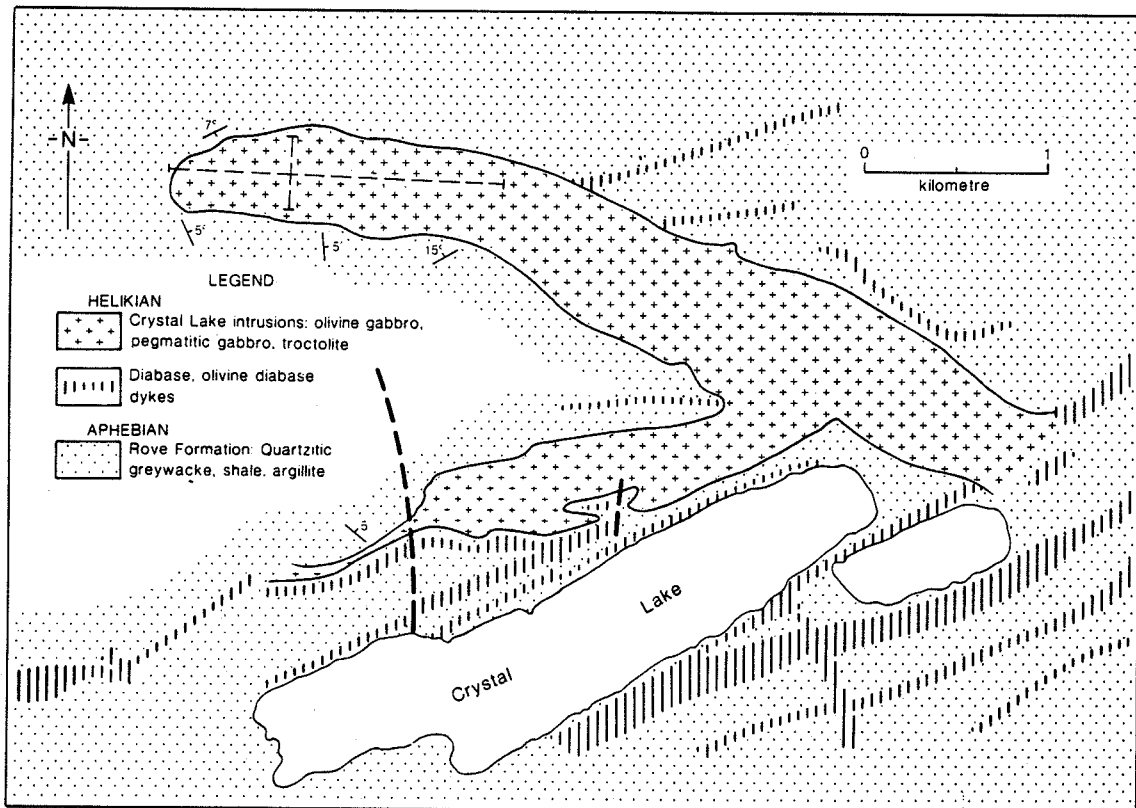 -N-
7°
0
kilometre
5°
5
15°
LEGEND
HELIKIAN
Crystal Lake intrusions: olivine gabbro,
pegmatitic gabbro, troctolite
Diabase, olivine diabase
dykes
APHEBIAN
Rove Formation: Quartzitic
greywacke, shale, argillite
5
Lake
Crystal